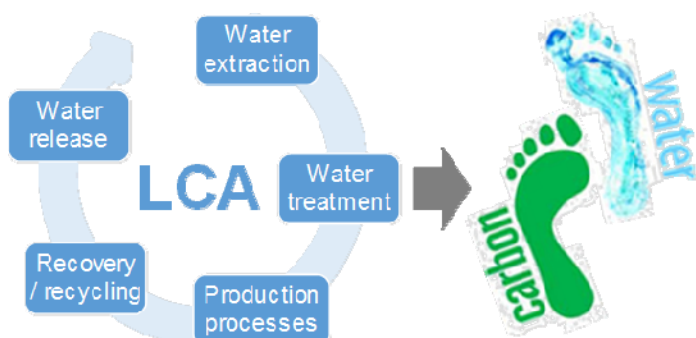 Water
extraction
Water
release
LCA
Water
treatment
Recovery
/ recycling
Production
processes
water
carbon